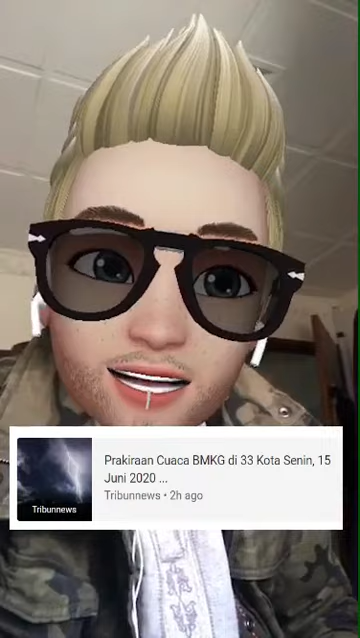 Prakiraan Cuaca BMKG di 33 Kota Senin, 15
Juni 2020 ...
Tribunnews • 2h ago
Tribunnews